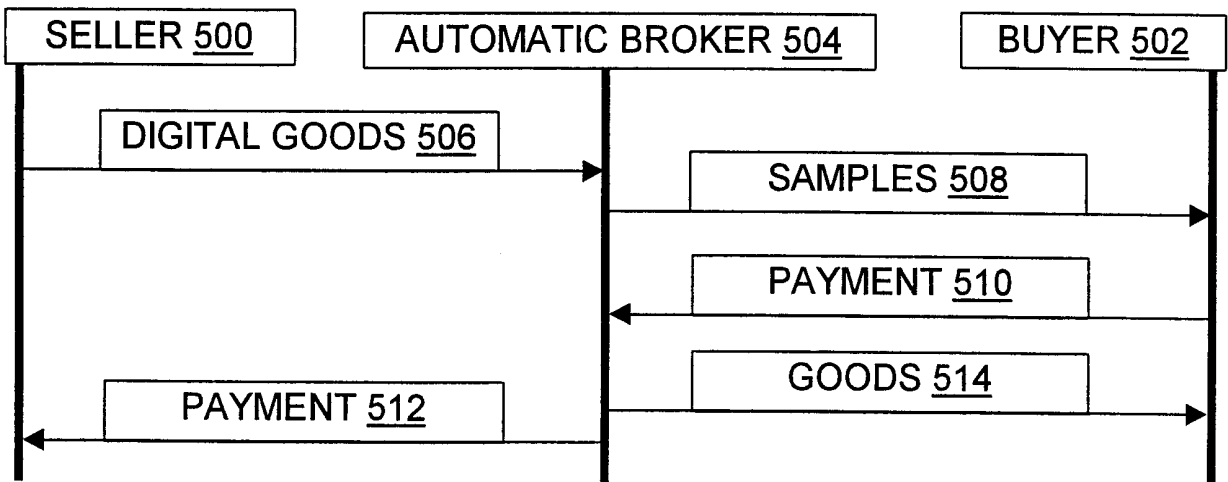 SELLER 500
AUTOMATIC BROKER 504
BUYER 502
DIGITAL GOODS 506
SAMPLES 508
PAYMENT 510
GOODS 514
PAYMENT 512